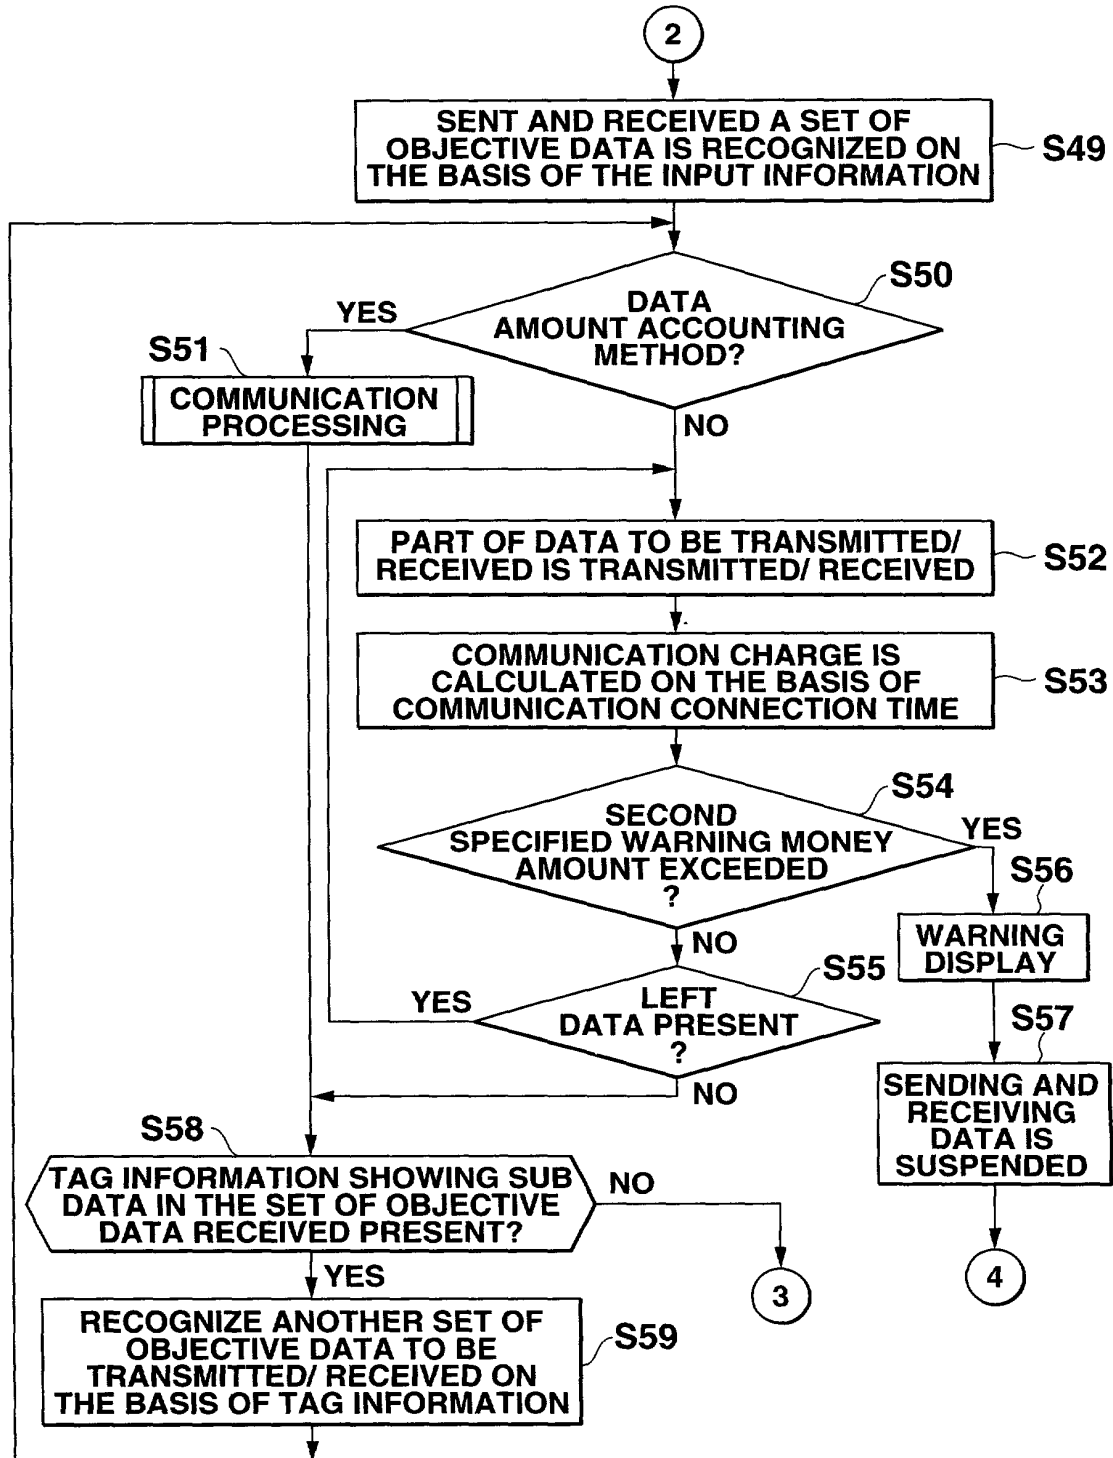 2
SENT AND RECEIVED A SET OF
OBJECTIVE DATA IS RECOGNIZED ON
THE BASIS OF THE INPUT INFORMATION
S49
S50
DATA
AMOUNT ACCOUNTING
METHOD?
YES
S51
COMMUNICATION
PROCESSING
NO
PART OF DATA TO BE TRANSMITTED/
RECEIVED IS TRANSMITTED/ RECEIVED
S52
COMMUNICATION CHARGE IS
CALCULATED ON THE BASIS OF
COMMUNICATION CONNECTION TIME
S53
S54
SECOND
SPECIFIED WARNING MONEY
AMOUNT EXCEEDED
?
YES
S56
WARNING
DISPLAY
NO
S55
LEFT
DATA PRESENT
?
YES
S57
SENDING AND
RECEIVING
DATA IS
SUSPENDED
NO
S58
TAG INFORMATION SHOWING SUB
DATA IN THE SET OF OBJECTIVE
DATA RECEIVED PRESENT?
NO
4
3
YES
RECOGNIZE ANOTHER SET OF
OBJECTIVE DATA TO BE
TRANSMITTED/ RECEIVED ON
THE BASIS OF TAG INFORMATION
S59